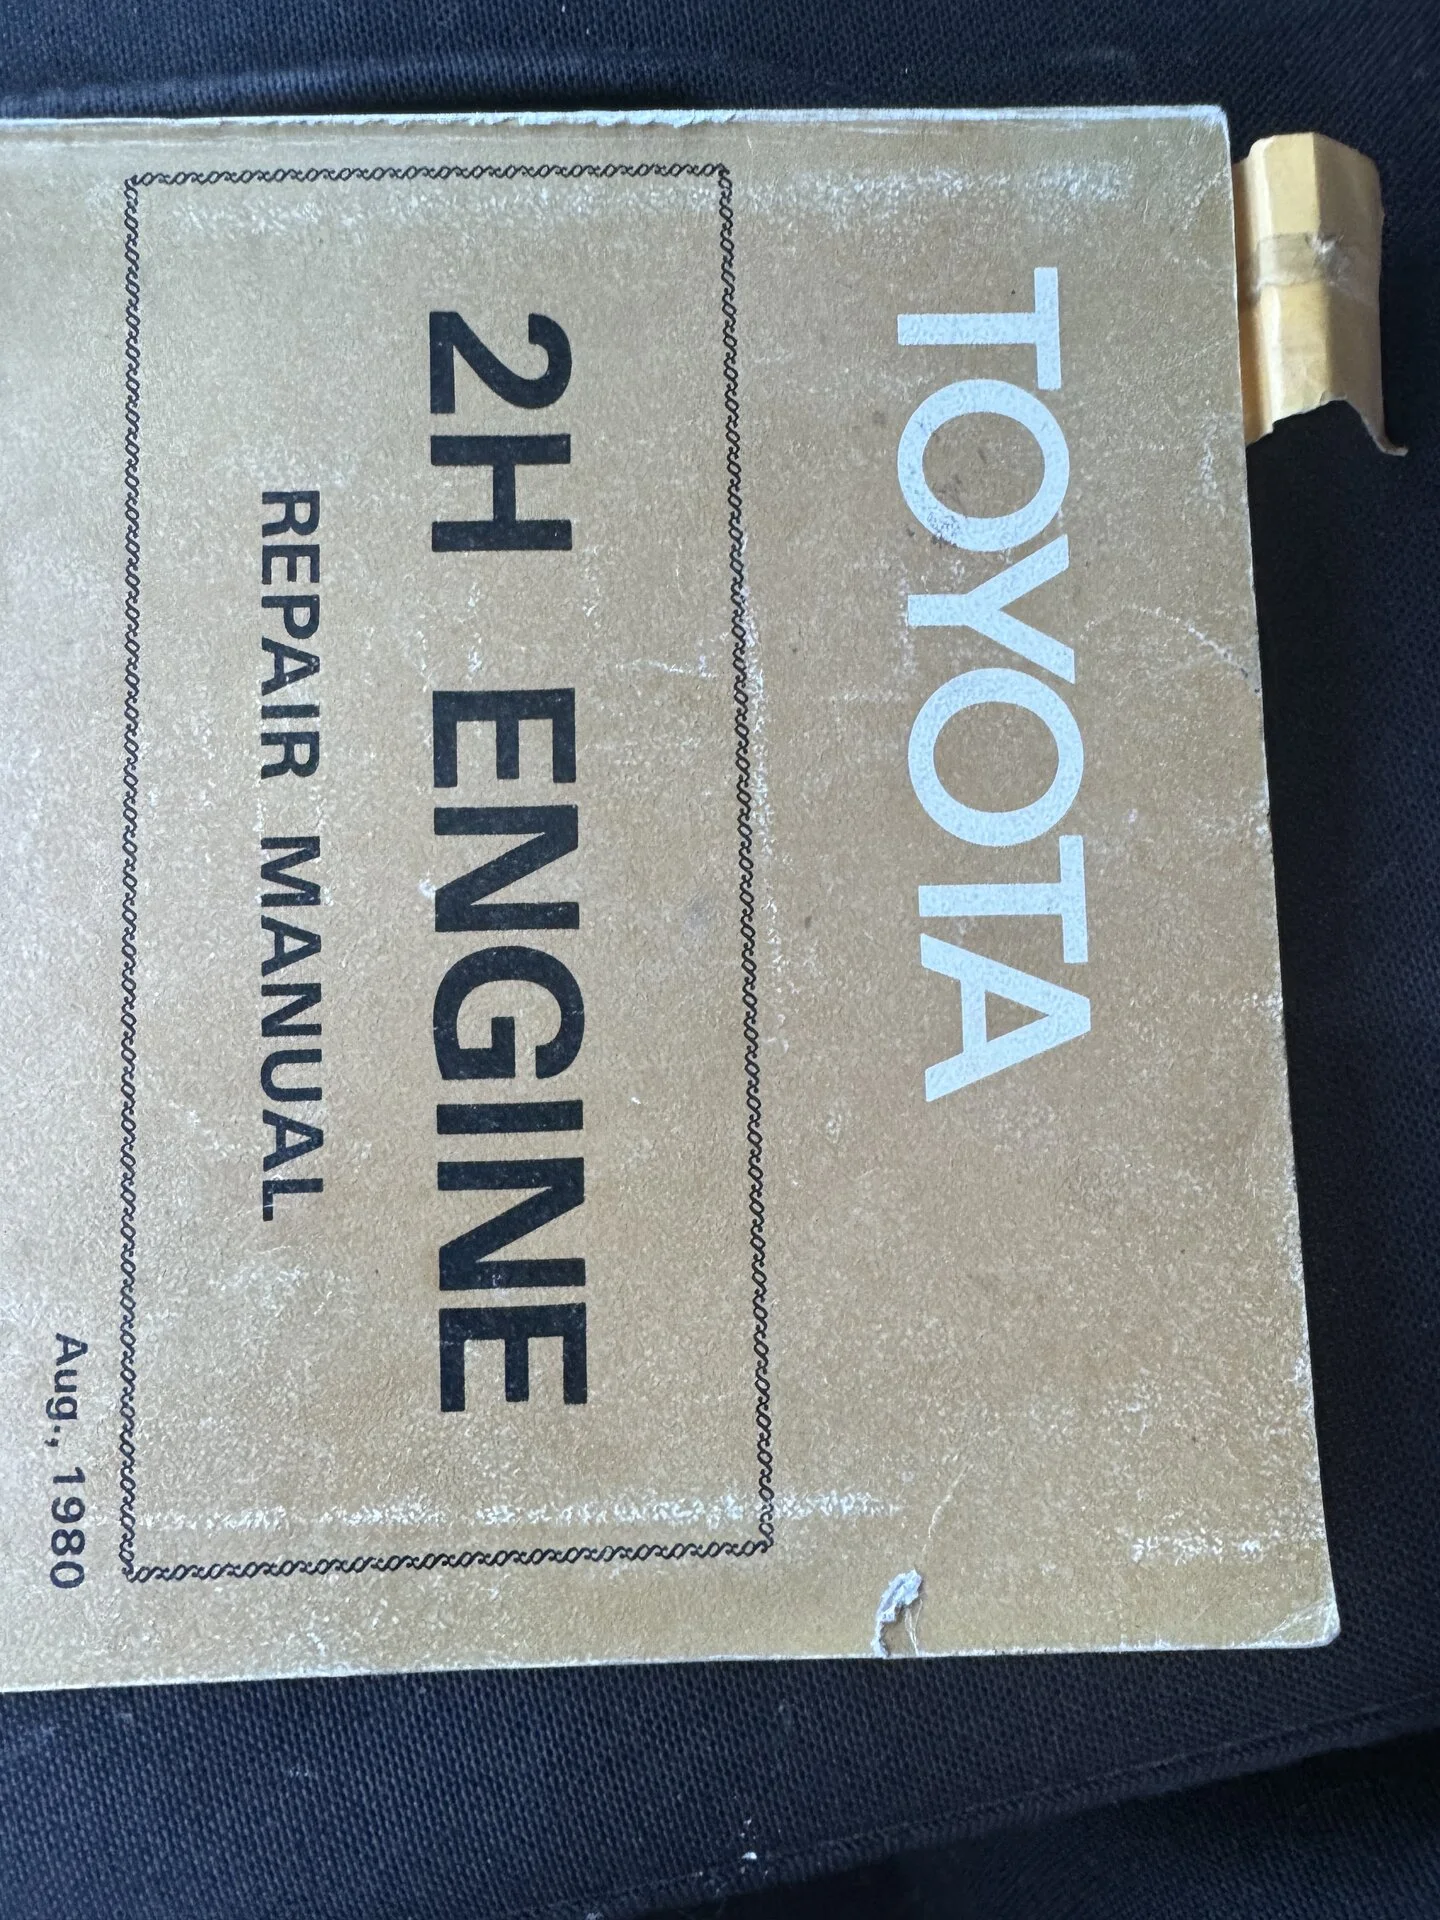 TOYOTA
2H ENGINE
REPAIR MANUAL
Aug., 1980